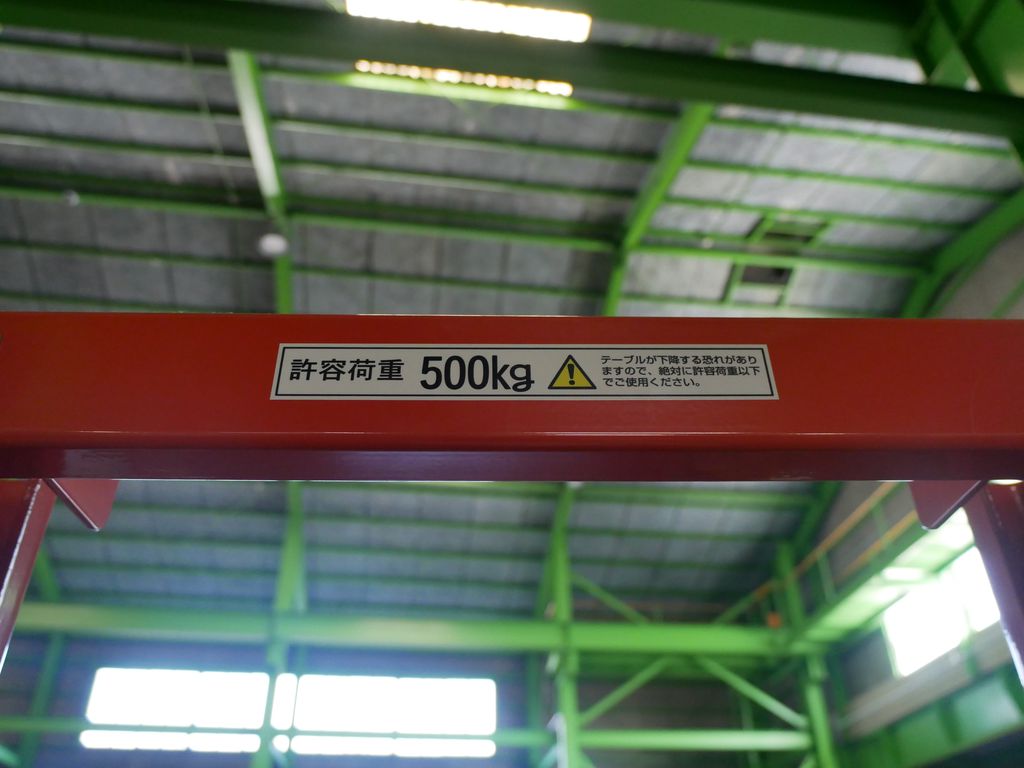 許容荷重 500kg
テーブルが下降する恐れがあり
ますので、絶対に許容荷重以下
でご使用ください。